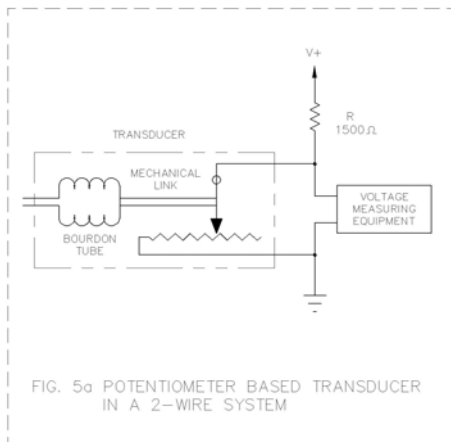 V+
R
1500Ω
TRANSDUCER
MECHANICAL
LINK
VOLTAGE
MEASURING
EQUIPMENT
BOURDON
TUBE
FIG. 5a POTENTIOMETER BASED TRANSDUCER
IN A 2-WIRE SYSTEM